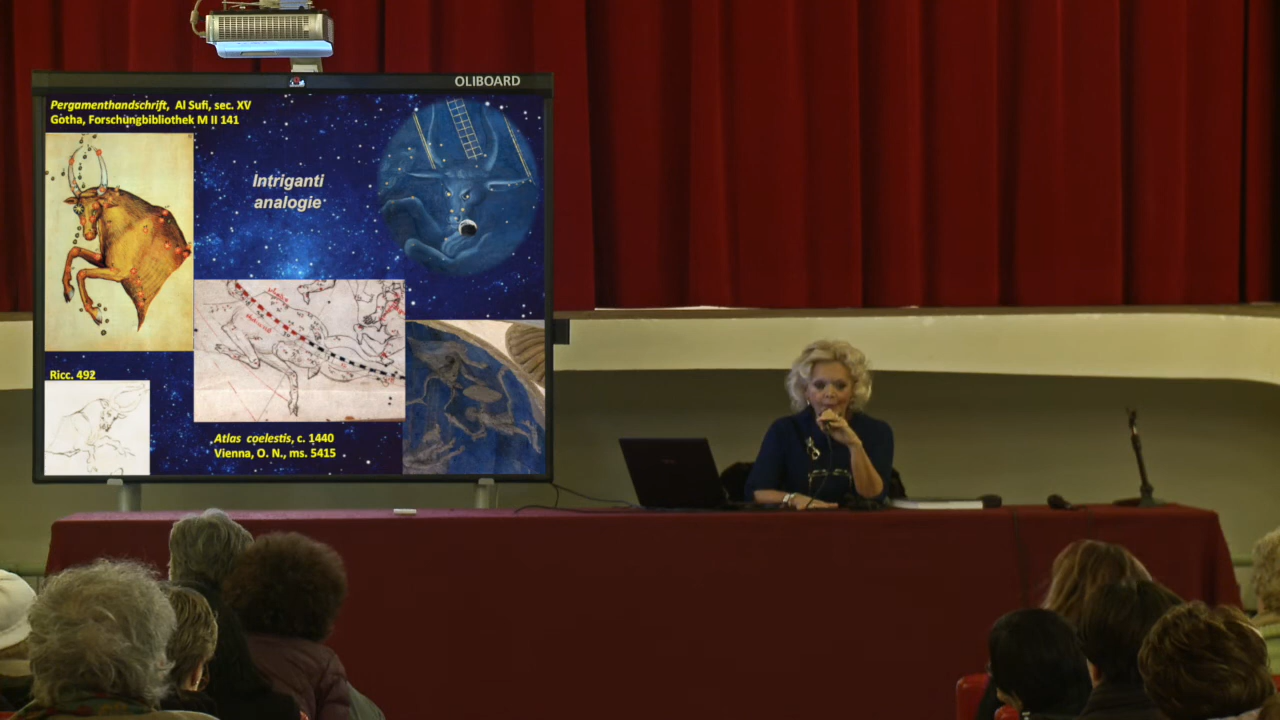 OLIBOARD
Pergamenthandschrift, Al Sufi, sec. XV
Gotha, Forschungbibliothek M II 141
Intriganti
analogie
Ricc. 492
Atlas coelestis, c. 1440
Vienna, O. N., ms. 5415